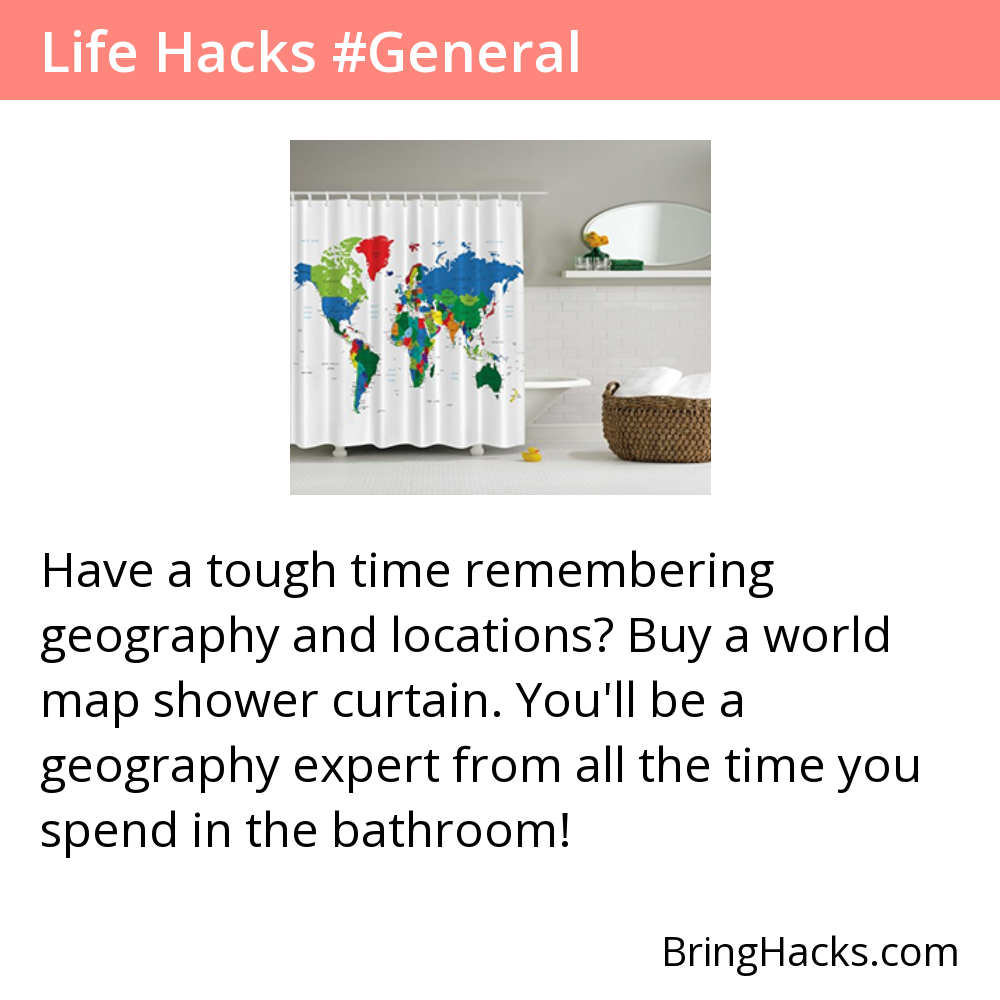 Life Hacks #General
Have a tough time remembering
geography and locations? Buy a world
map shower curtain. You'll be a
geography expert from all the time you
spend in the bathroom!
BringHacks.com